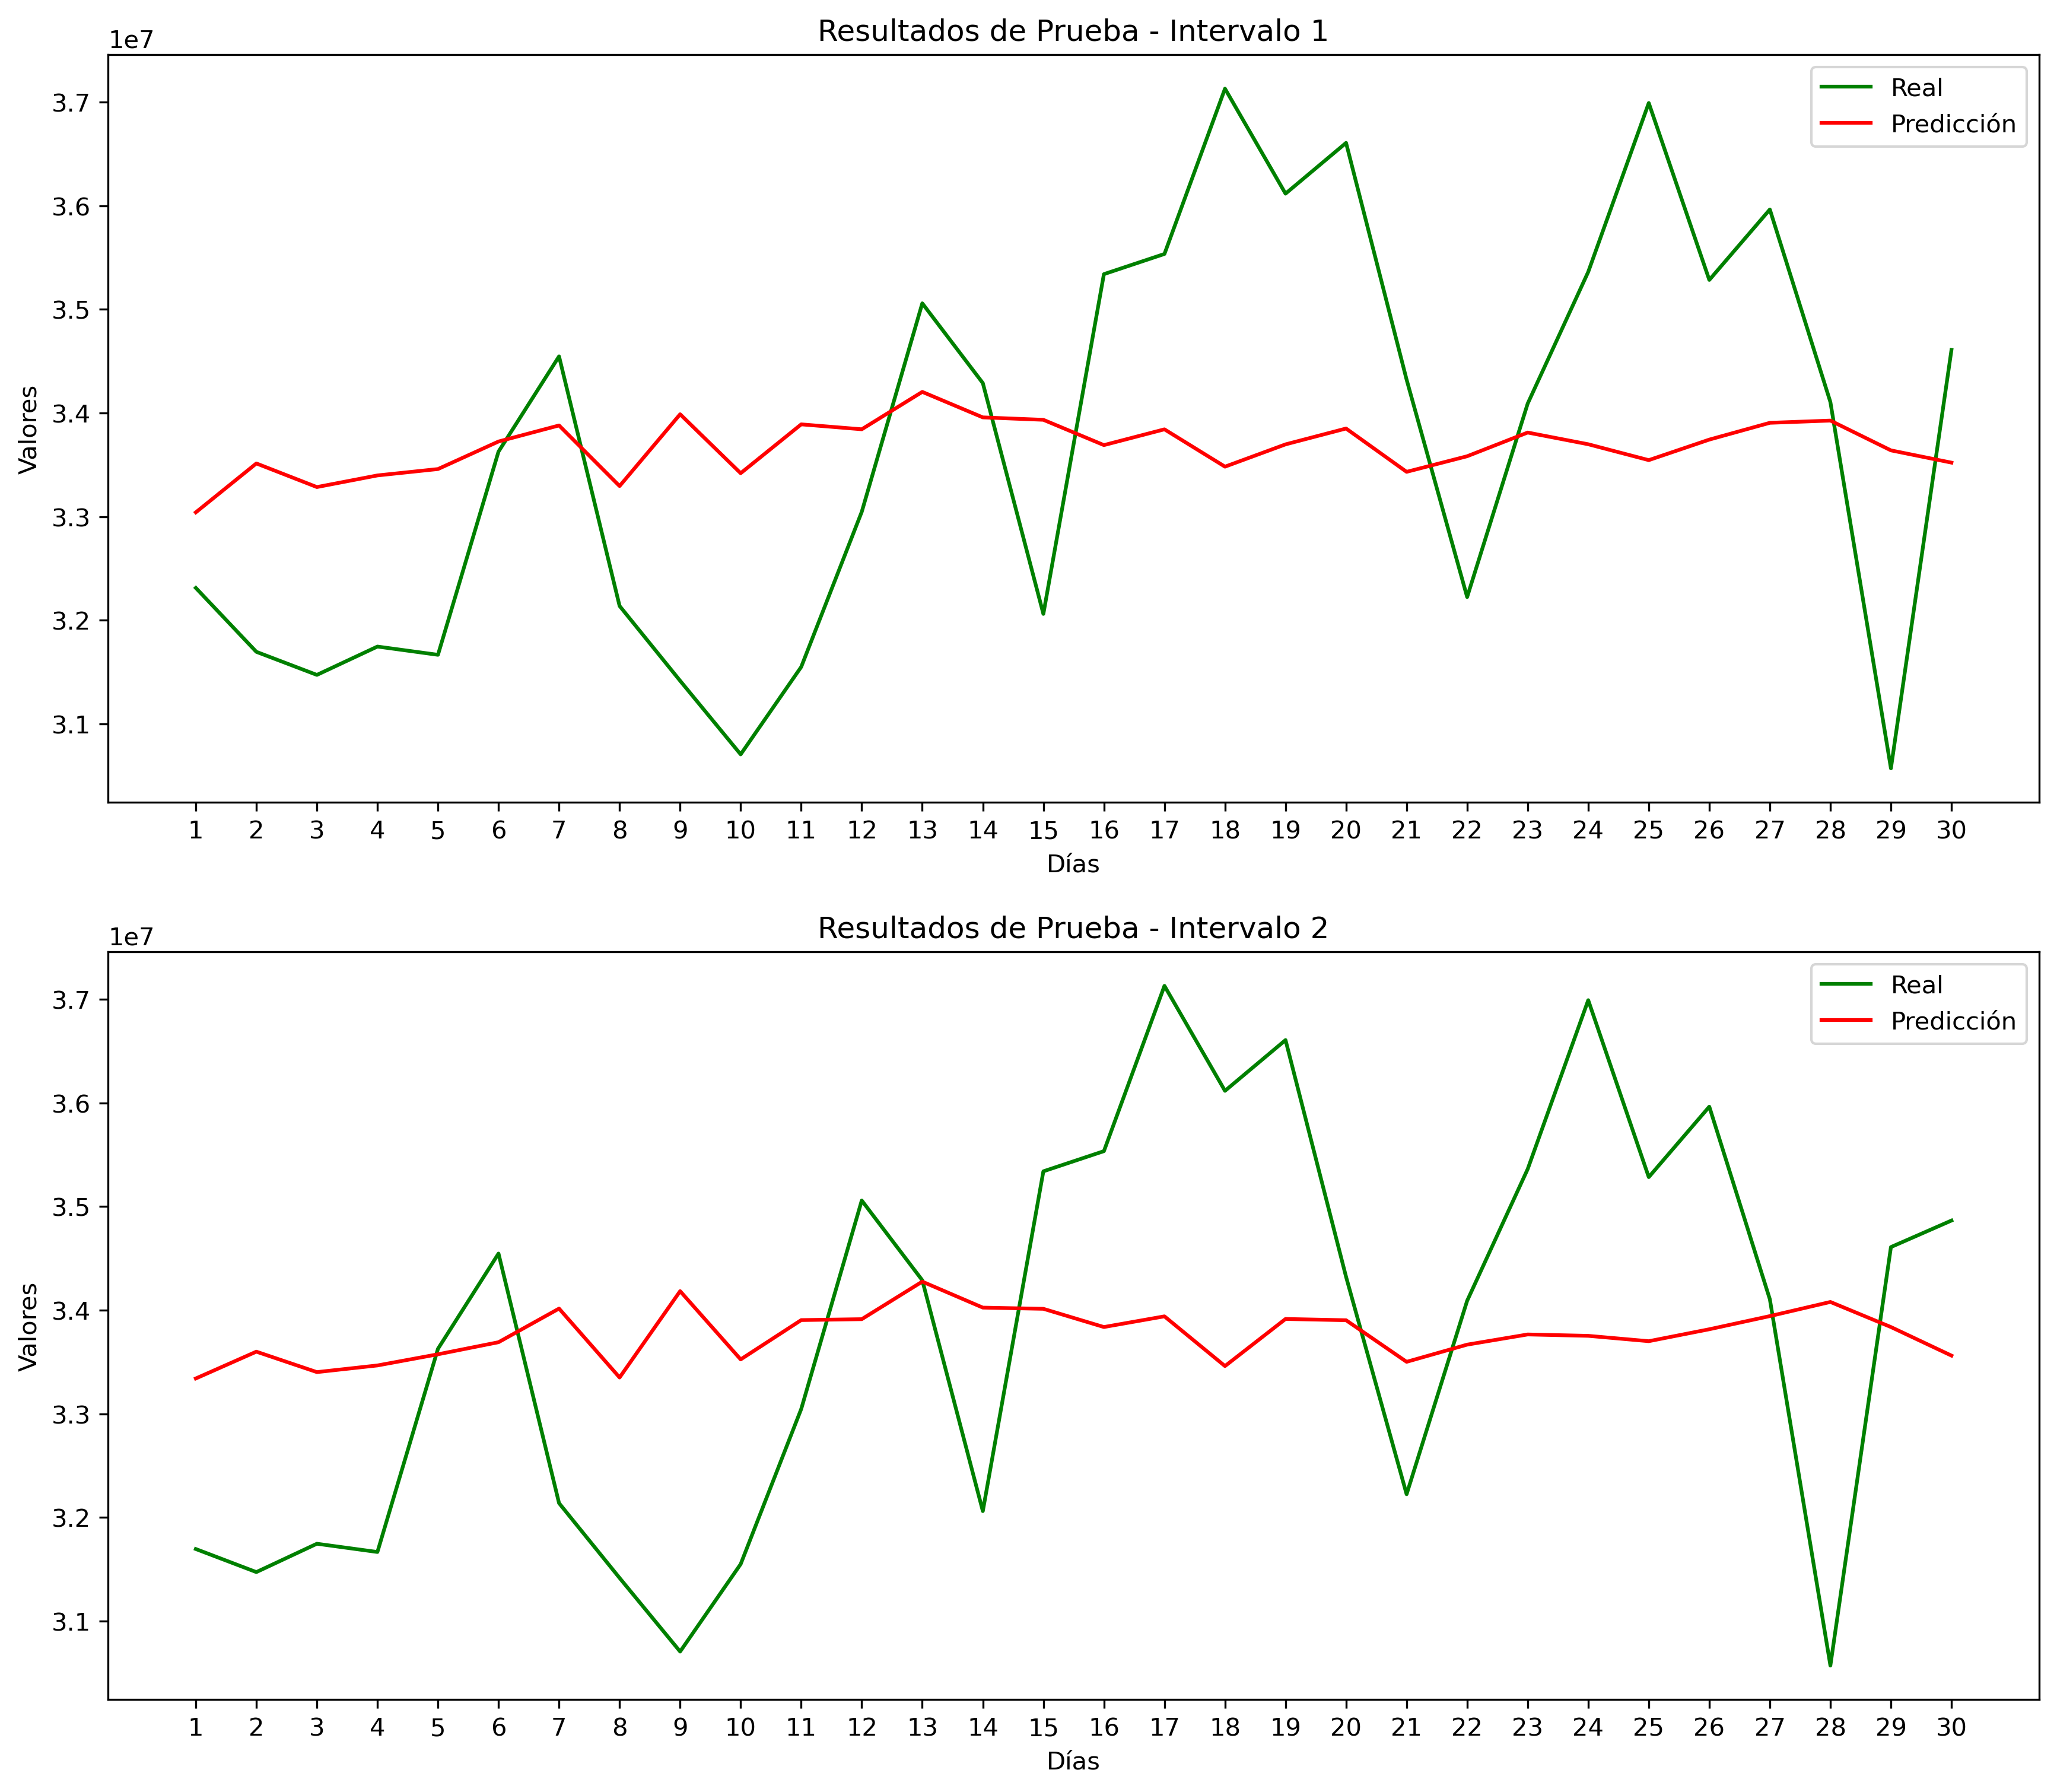 Resultados de Prueba - Intervalo 1
1e7
3.7
3.6
3.5
3.4
3.3
3.2
3.1
Valores
Real
Predicción
1 2 3 4 5 6 7 8 9 10 11 12 13 14 15 16 17 18 19 20 21 22 23 24 25 26 27 28 29 30
Días
Resultados de Prueba - Intervalo 2
1e7
3.7
3.6
3.5
3.4
3.3
3.2
3.1
Valores
Real
Predicción
1 2 3 4 5 6 7 8 9 10 11 12 13 14 15 16 17 18 19 20 21 22 23 24 25 26 27 28 29 30
Días